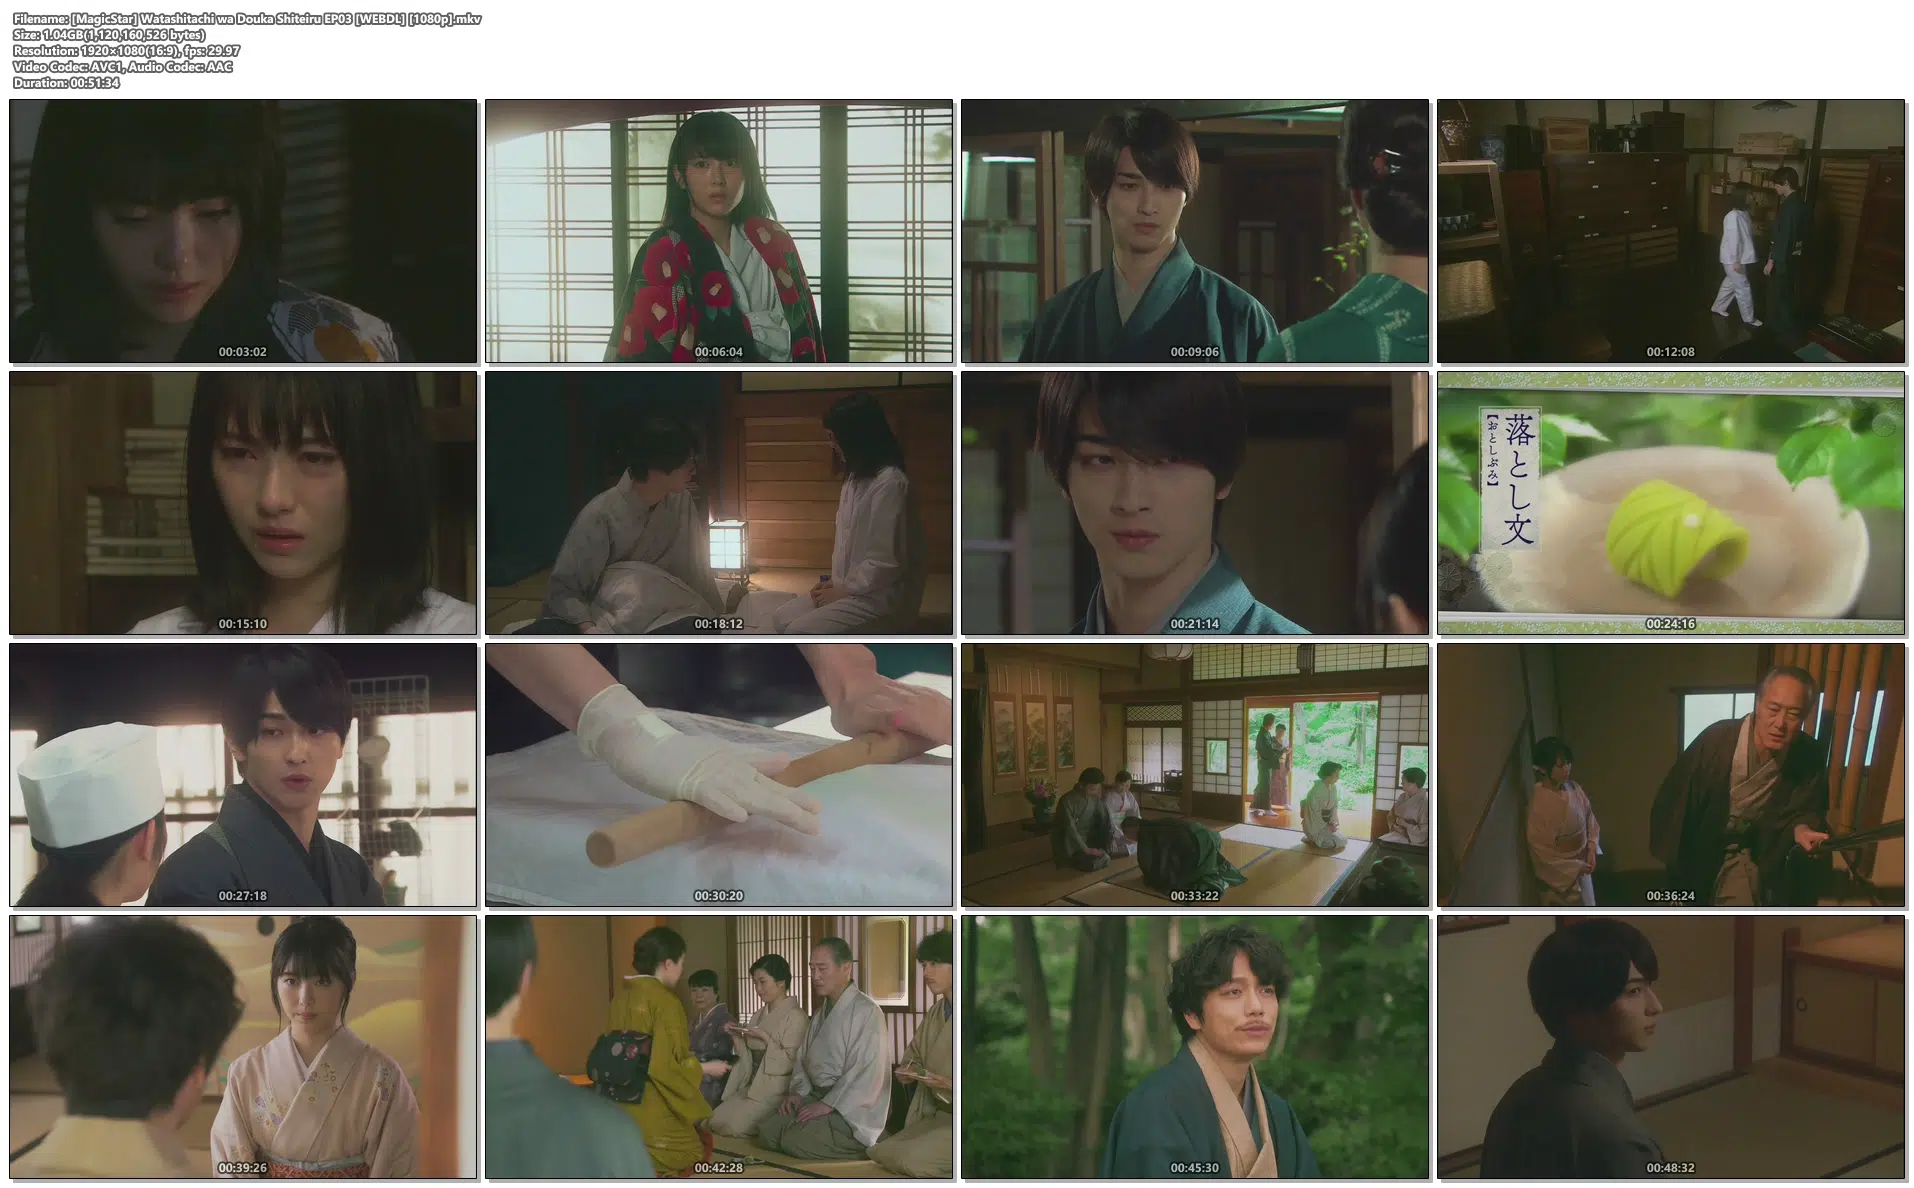 Filename: [MagicStar] Watashitachi wa Douka Shiteiru EP03 [WEBDL] [1080p].mkv
Size: 1.04GB(1,120,160,526 bytes)
Resolution: 1920×1080(16:9), fps: 29.97
Video Codec: AVC1, Audio Codec: AAC
Duration: 00:51:34
00:03:02
00:06:04
00:09:06
00:12:08
00:15:10
00:18:12
00:21:14
落とし文
【おとしぶみ】
00:24:16
00:27:18
00:30:20
00:33:22
00:36:24
00:39:26
00:42:28
00:45:30
00:48:32